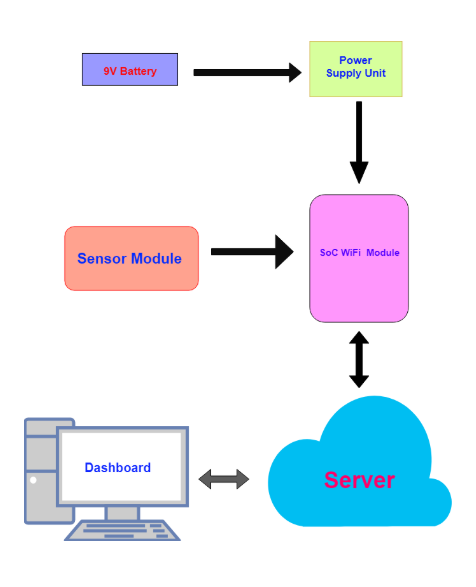 9V Battery
Power
Supply Unit
Sensor Module
SoC WiFi  Module
Dashboard
Server